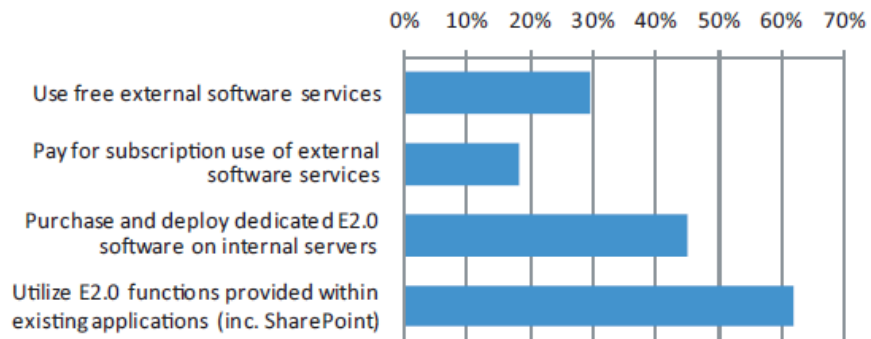 0% 10% 20% 30% 40% 50% 60% 70%
Use free external software services
Pay for subscription use of external
software services
Purchase and deploy dedicated E2.0
software on internal servers
Utilize E2.0 functions provided within
existing applications (inc. SharePoint)